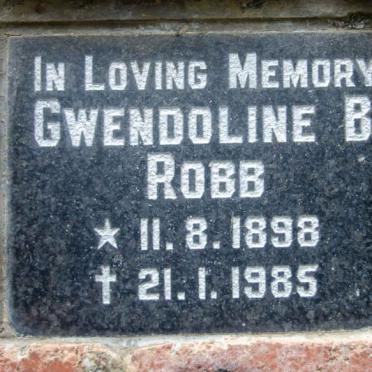 In Loving Memory
Gwendoline B
Robb
★ 11.8.1898
✝ 21.1.1985